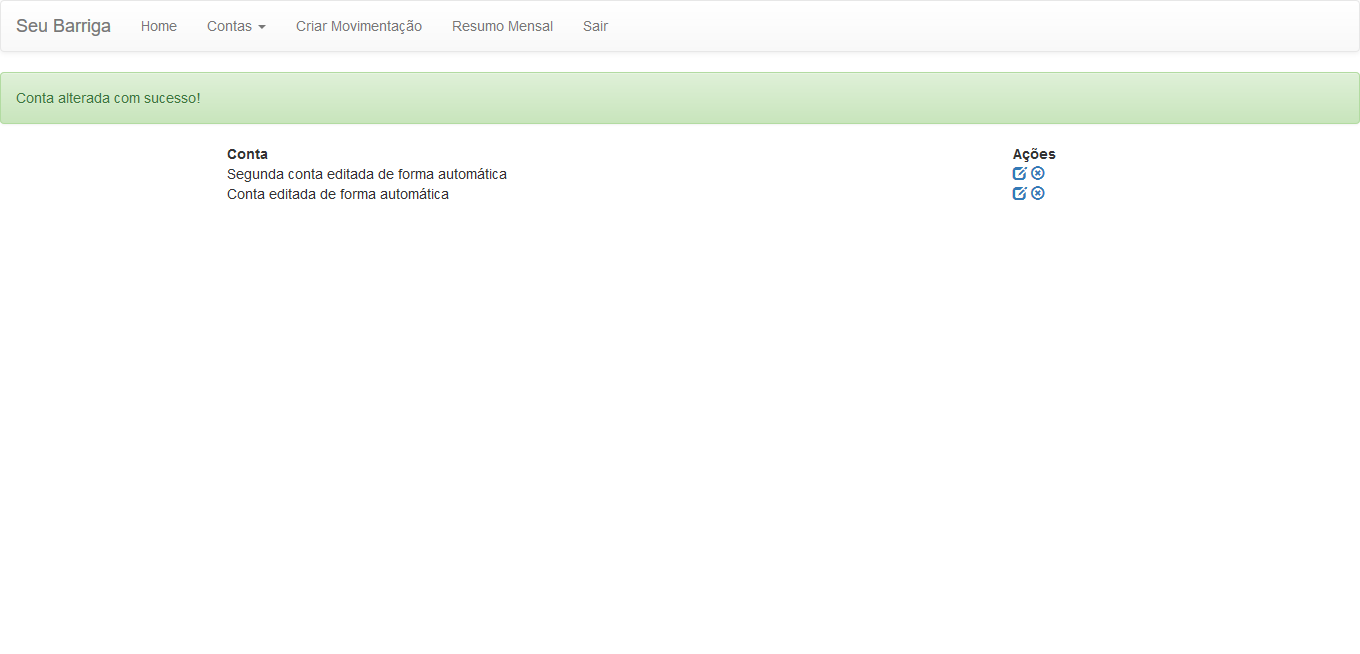 Seu Barriga Home Contas Criar Movimentação Resumo Mensal Sair
Conta alterada com sucesso!
Conta Ações
Segunda conta editada de forma automática
Conta editada de forma automática